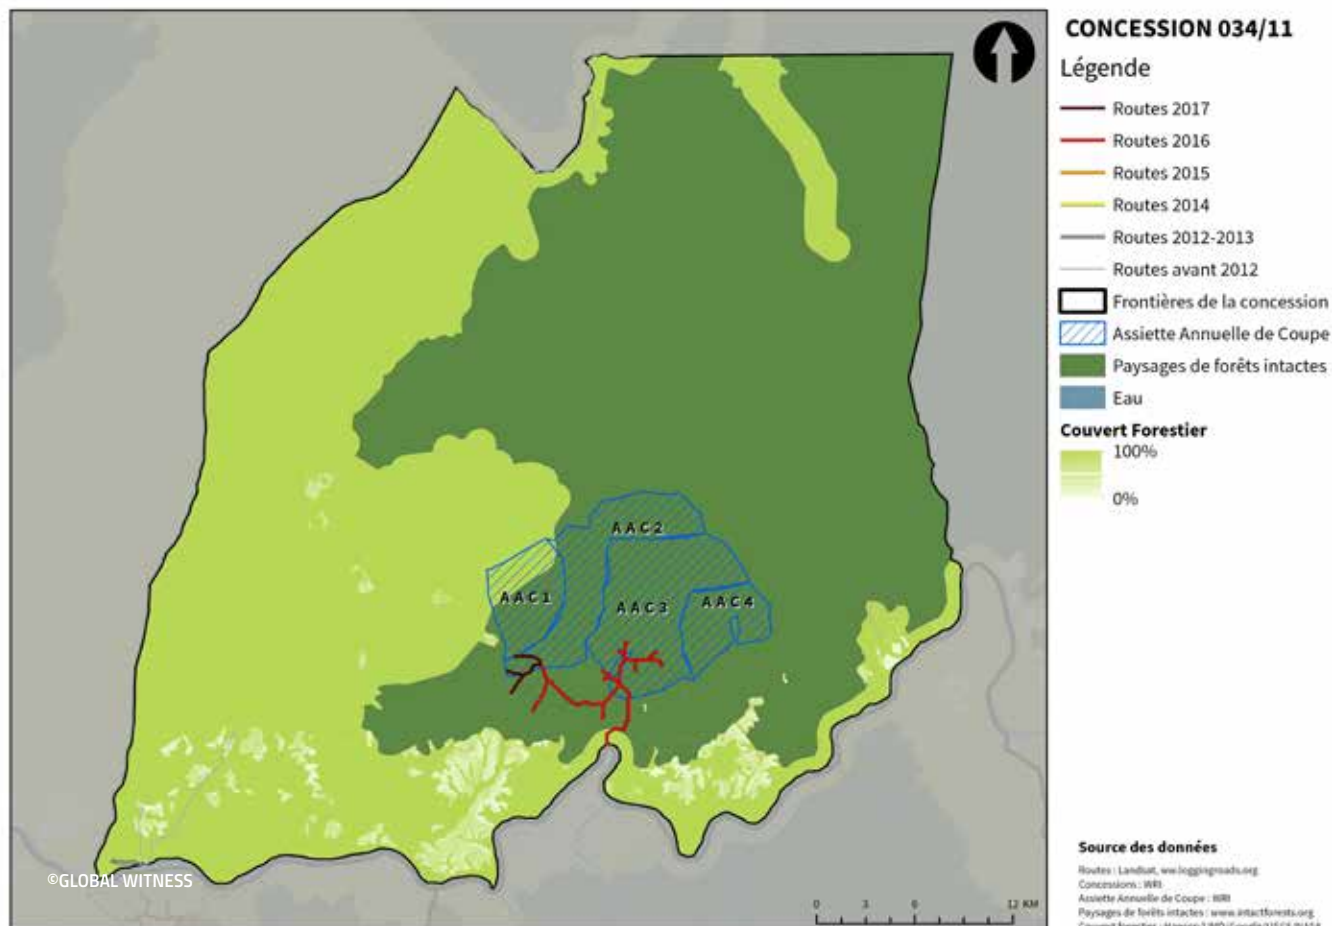 CONCESSION 034/11
Légende
Routes 2017
Routes 2016
Routes 2015
Routes 2014
Routes 2012-2013
Routes avant 2012
Frontières de la concession
Assiette Annuelle de Coupe
Paysages de forêts intactes
Eau
Couvert Forestier
100%
0%
AAC 2
AAC 1
AAC 3
AAC 4
©GLOBAL WITNESS
0 3 6 12 KM
Source des données
Routes : Landsat, ww.loggingroads.org
Concessions : WRI
Assiette Annuelle de Coupe : WRI
Paysages de forêts intactes : www.intactforests.org